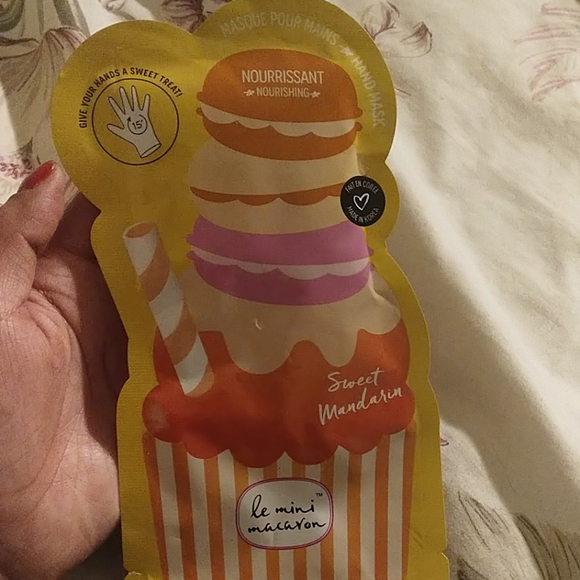 MASQUE POUR MAINS HAND MASK
GIVE YOUR HANDS A SWEET TREAT!
15'
NOURRISSANT
NOURISHING
FAIT EN CORÉE
MADE IN KOREA
Sweet
Mandarin
le mini
macaron™